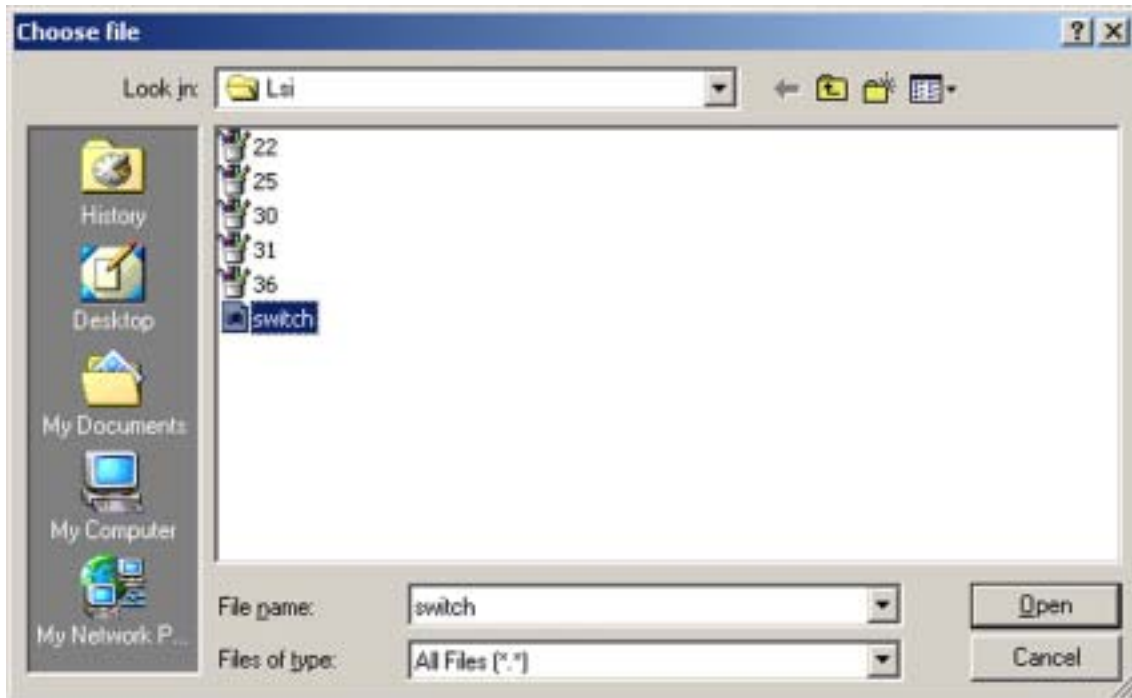 Choose file
Look in:
Lsi
History
Desktop
My Documents
My Computer
My Network P...
22
25
30
31
36
switch
File name:
switch
Open
Files of type:
All Files (*.*)
Cancel